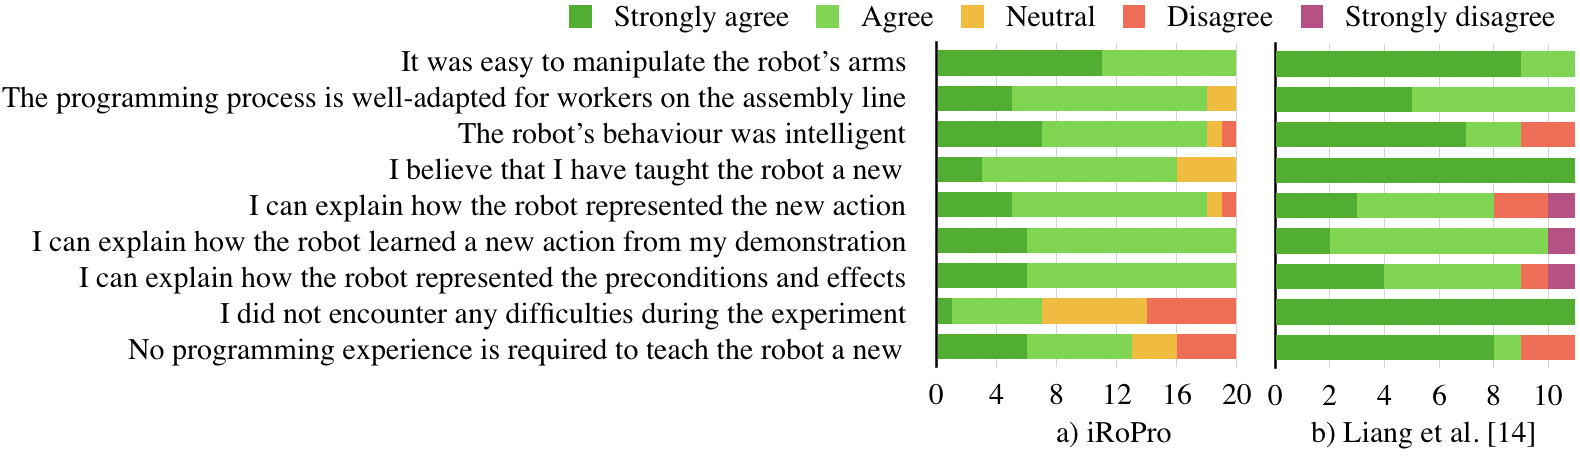 Strongly agree Agree Neutral Disagree Strongly disagree
It was easy to manipulate the robot’s arms
The programming process is well-adapted for workers on the assembly line
The robot’s behaviour was intelligent
I believe that I have taught the robot a new
I can explain how the robot represented the new action
I can explain how the robot learned a new action from my demonstration
I can explain how the robot represented the preconditions and effects
I did not encounter any difficulties during the experiment
No programming experience is required to teach the robot a new
0 4 8 12 16 20 0 2 4 6 8 10
a) iRoPro b) Liang et al. [14]